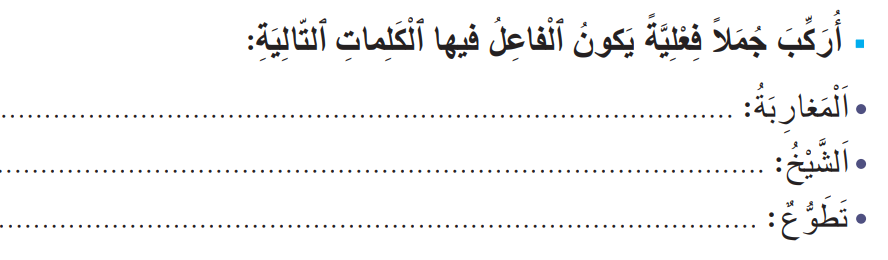 ▪ أُرَكِّبَ جُمَلاً فِعْلِيَّةً يَكونُ ٱلْفاعِلُ فيها ٱلْكَلِماتِ ٱلتّالِيَةِ:
• اَلْمَغارِبَةُ: ..........................................................................
• اَلشَّيْخُ: ..............................................................................
• تَطَوُّعٌ: .............................................................................